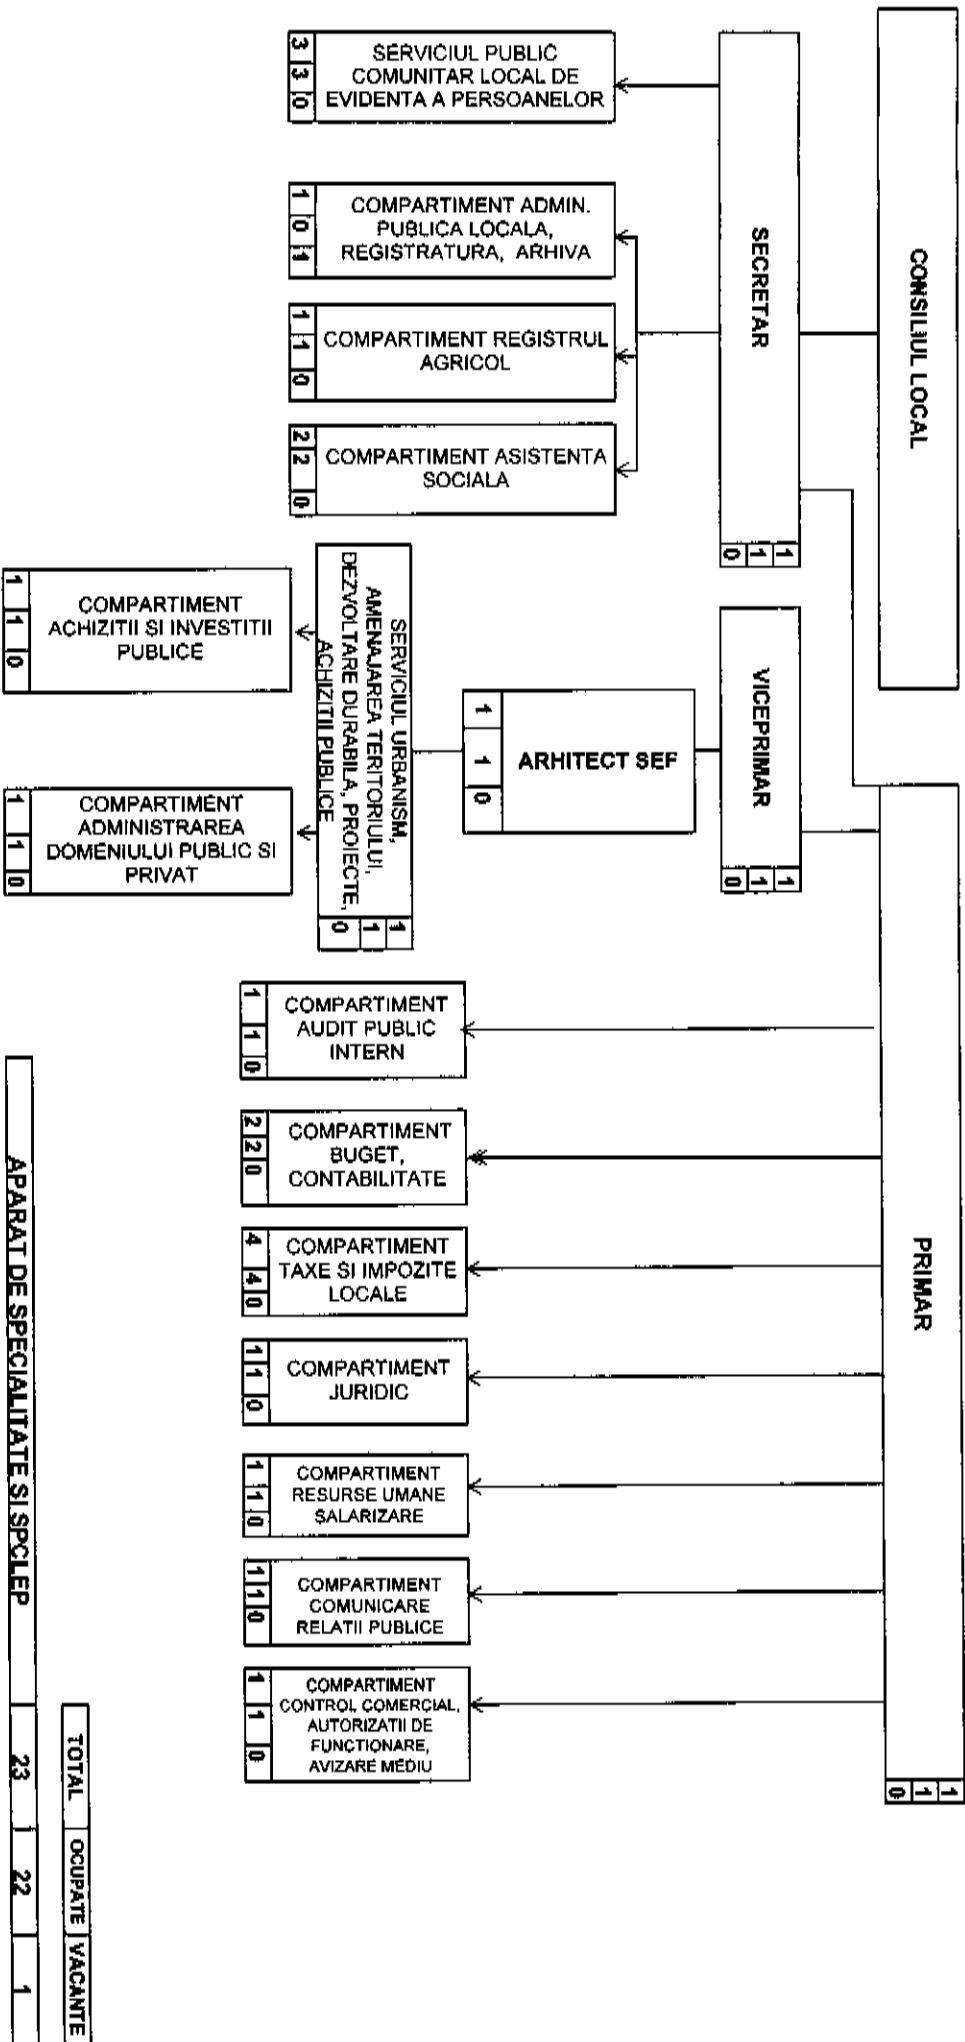 CONSILIUL LOCAL
PRIMAR
1 1 0
SECRETAR
1 1 0
VICEPRIMAR
1 1 0
ARHITECT SEF
1 1 0
SERVICIUL PUBLIC
COMUNITAR LOCAL DE
EVIDENTA A PERSOANELOR
3 3 0
COMPARTIMENT ADMIN.
PUBLICA LOCALA,
REGISTRATURA, ARHIVA
1 0 1
COMPARTIMENT REGISTRUL
AGRICOL
1 1 0
COMPARTIMENT ASISTENTA
SOCIALA
2 2 0
SERVICIUL URBANISM,
AMENAJAREA TERITORIULUI,
DEZVOLTARE DURABILA, PROIECTE,
ACHIZITII PUBLICE
1 1 0
COMPARTIMENT
ACHIZITII SI INVESTITII
PUBLICE
1 1 0
COMPARTIMENT
ADMINISTRAREA
DOMENIULUI PUBLIC SI
PRIVAT
1 1 0
COMPARTIMENT
AUDIT PUBLIC
INTERN
1 1 0
COMPARTIMENT
BUGET,
CONTABILITATE
2 2 0
COMPARTIMENT
TAXE SI IMPOZITE
LOCALE
4 4 0
COMPARTIMENT
JURIDIC
1 1 0
COMPARTIMENT
RESURSE UMANE
SALARIZARE
1 1 0
COMPARTIMENT
COMUNICARE
RELATII PUBLICE
1 1 0
COMPARTIMENT
CONTROL COMERCIAL,
AUTORIZATII DE
FUNCTIONARE,
AVIZARE MEDIU
1 1 0
TOTAL OCUPATE VACANTE
APARAT DE SPECIALITATE SI SPCLEP 23 22 1